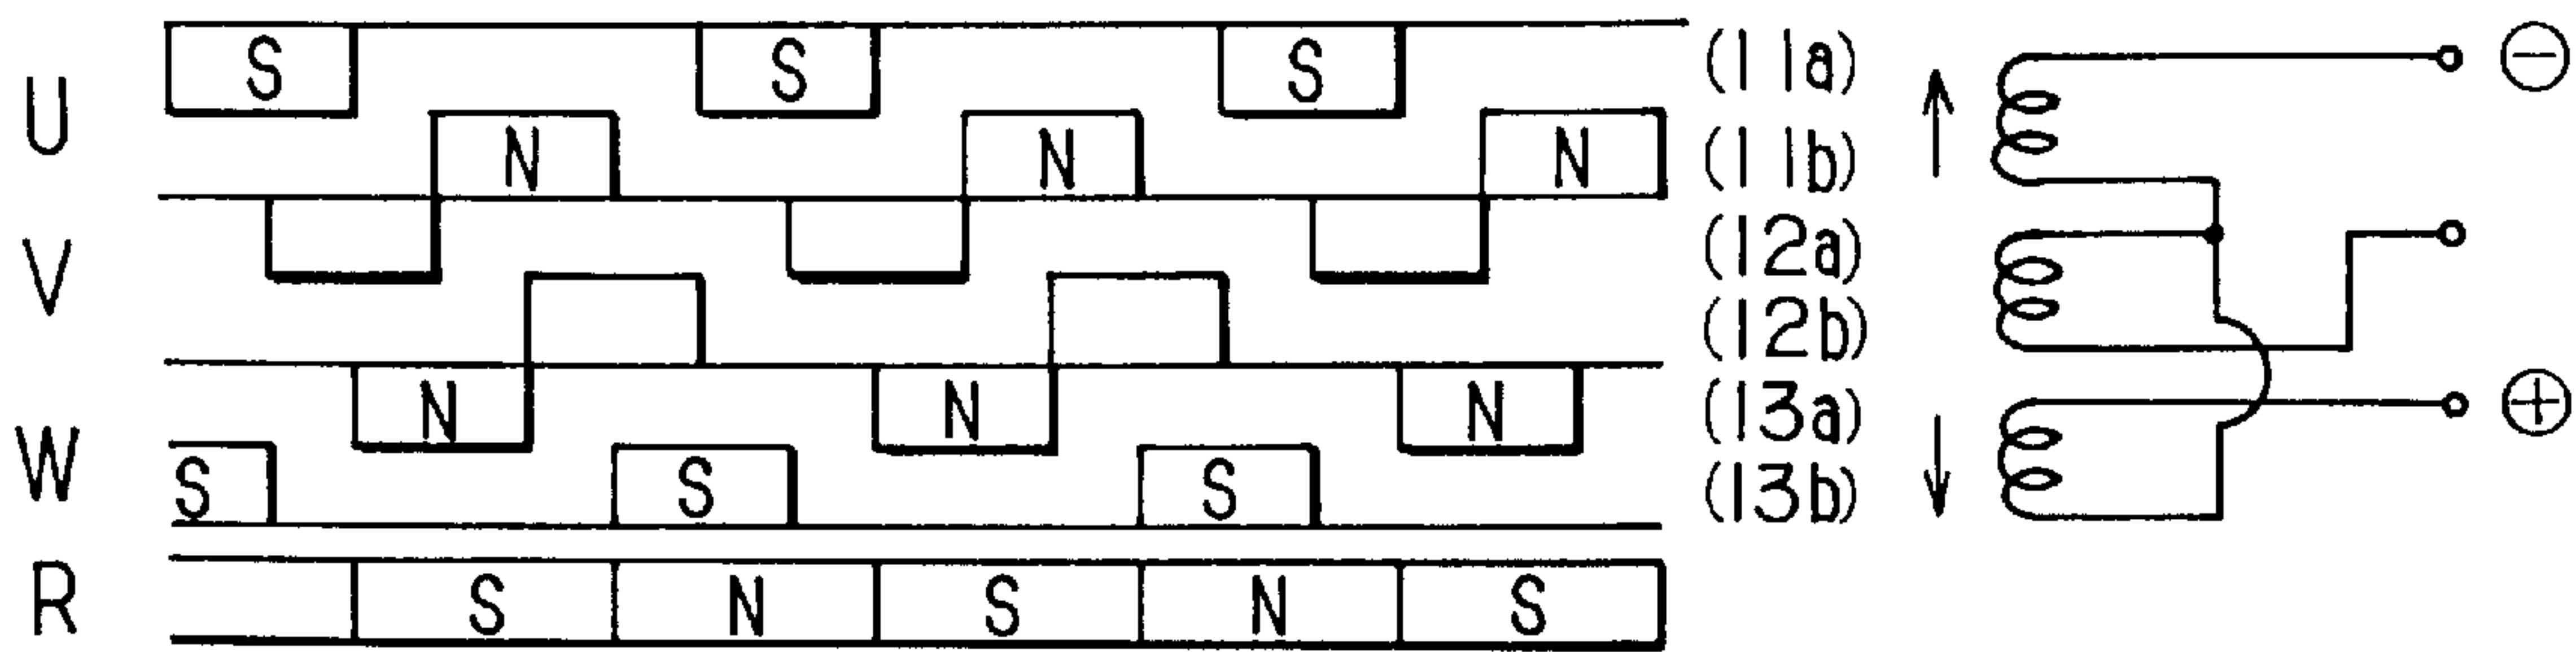 U S S S (11a) ⊖
N N N (11b)
V (12a)
(12b)
W N N N (13a) ⊕
S S S (13b)
R S N S N S